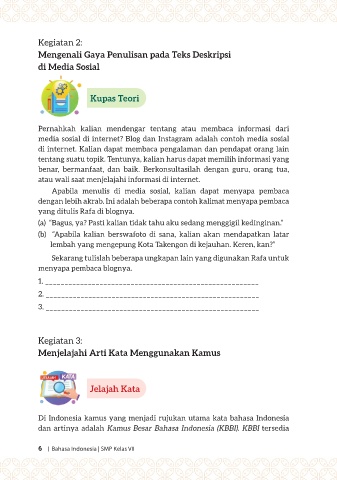 Kegiatan 2:
Mengenali Gaya Penulisan pada Teks Deskripsi
di Media Sosial
Kupas Teori
Pernahkah kalian mendengar tentang atau membaca informasi dari
media sosial di internet? Blog dan Instagram adalah contoh media sosial
di internet. Kalian dapat membaca pengalaman dan pendapat orang lain
tentang suatu topik. Tentunya, kalian harus dapat memilih informasi yang
benar, bermanfaat, dan baik. Berkonsultasilah dengan guru, orang tua,
atau wali saat menjelajahi informasi di internet.
Apabila menulis di media sosial, kalian dapat menyapa pembaca
dengan lebih akrab. Ini adalah beberapa contoh kalimat menyapa pembaca
yang ditulis Rafa di blognya.
(a) “Bagus, ya? Pasti kalian tidak tahu aku sedang menggigil kedinginan.”
(b) “Apabila kalian berswafoto di sana, kalian akan mendapatkan latar
lembah yang mengepung Kota Takengon di kejauhan. Keren, kan?”
Sekarang tulislah beberapa ungkapan lain yang digunakan Rafa untuk
menyapa pembaca blognya.
1. ______________________________________________________
2. ______________________________________________________
3. ______________________________________________________
Kegiatan 3:
Menjelajahi Arti Kata Menggunakan Kamus
KATA
Jelajah Kata
Di Indonesia kamus yang menjadi rujukan utama kata bahasa Indonesia
dan artinya adalah Kamus Besar Bahasa Indonesia (KBBI). KBBI tersedia
6 | Bahasa Indonesia | SMP Kelas VII